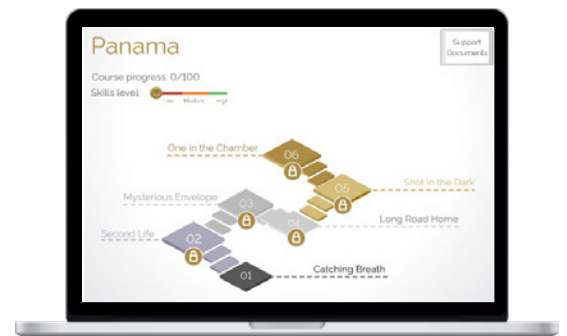 Panama
Support
Documents
Course progress: 0/100
Skills level:
Low Medium High
One in the Chamber
06
Shot in the Dark
05
Mysterious Envelope
03
Long Road Home
04
Second Life
02
Catching Breath
01